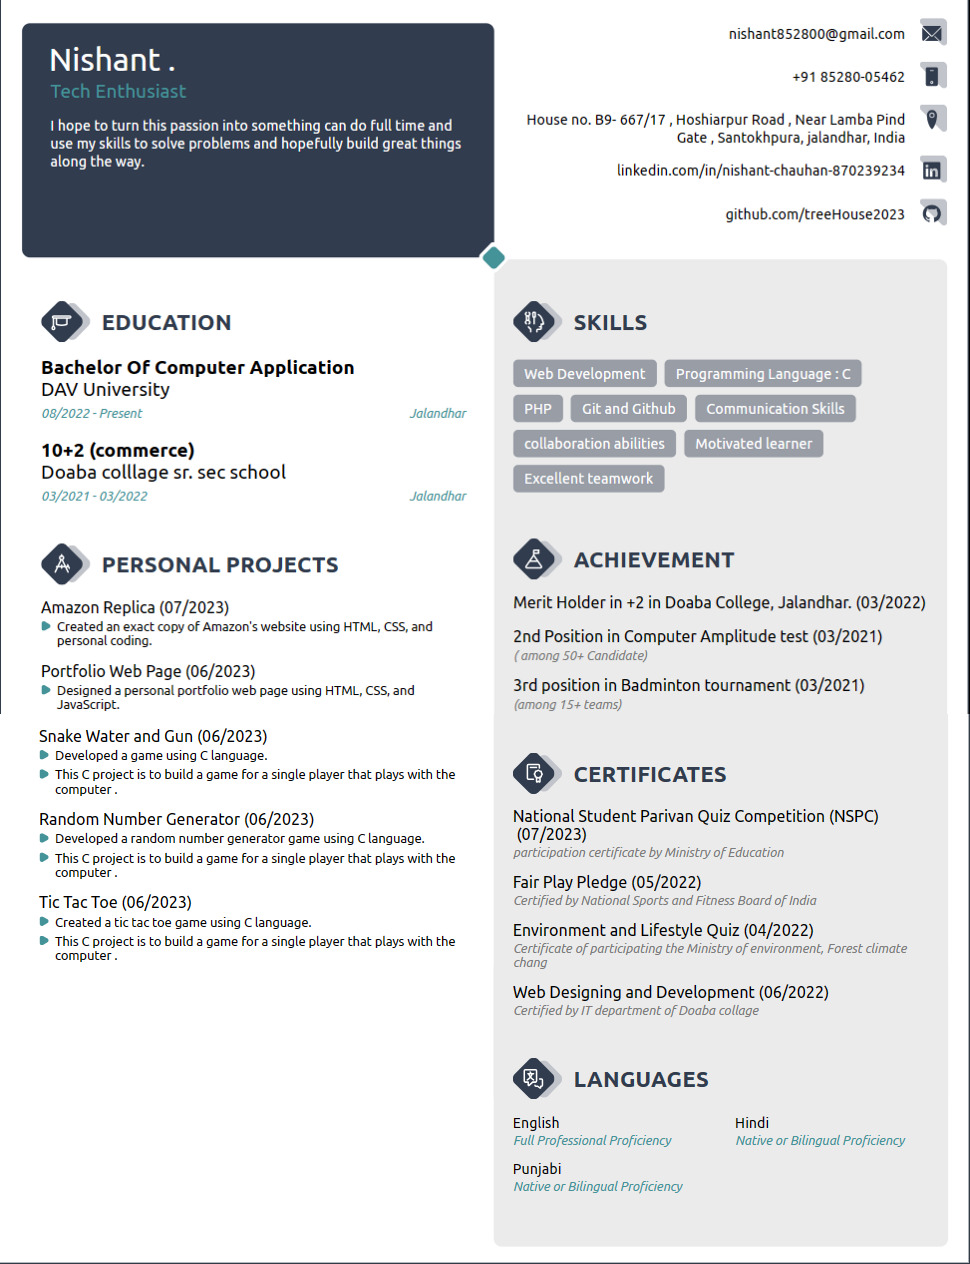 Nishant .
Tech Enthusiast
I hope to turn this passion into something can do full time and
use my skills to solve problems and hopefully build great things
along the way.
nishant852800@gmail.com
+91 85280-05462
House no. B9- 667/17 , Hoshiarpur Road , Near Lamba Pind
Gate , Santokhpura, jalandhar, India
linkedin.com/in/nishant-chauhan-870239234
github.com/treeHouse2023
EDUCATION
Bachelor Of Computer Application
DAV University
08/2022 - Present Jalandhar
10+2 (commerce)
Doaba colllage sr. sec school
03/2021 - 03/2022 Jalandhar
PERSONAL PROJECTS
Amazon Replica (07/2023)
Created an exact copy of Amazon's website using HTML, CSS, and
personal coding.
Portfolio Web Page (06/2023)
Designed a personal portfolio web page using HTML, CSS, and
JavaScript.
Snake Water and Gun (06/2023)
Developed a game using C language.
This C project is to build a game for a single player that plays with the
computer .
Random Number Generator (06/2023)
Developed a random number generator game using C language.
This C project is to build a game for a single player that plays with the
computer .
Tic Tac Toe (06/2023)
Created a tic tac toe game using C language.
This C project is to build a game for a single player that plays with the
computer .
SKILLS
Web Development Programming Language : C
PHP Git and Github Communication Skills
collaboration abilities Motivated learner
Excellent teamwork
ACHIEVEMENT
Merit Holder in +2 in Doaba College, Jalandhar. (03/2022)
2nd Position in Computer Amplitude test (03/2021)
( among 50+ Candidate)
3rd position in Badminton tournament (03/2021)
(among 15+ teams)
CERTIFICATES
National Student Parivan Quiz Competition (NSPC)
(07/2023)
participation certificate by Ministry of Education
Fair Play Pledge (05/2022)
Certified by National Sports and Fitness Board of India
Environment and Lifestyle Quiz (04/2022)
Certificate of participating the Ministry of environment, Forest climate
chang
Web Designing and Development (06/2022)
Certified by IT department of Doaba collage
LANGUAGES
English Hindi
Full Professional Proficiency Native or Bilingual Proficiency
Punjabi
Native or Bilingual Proficiency